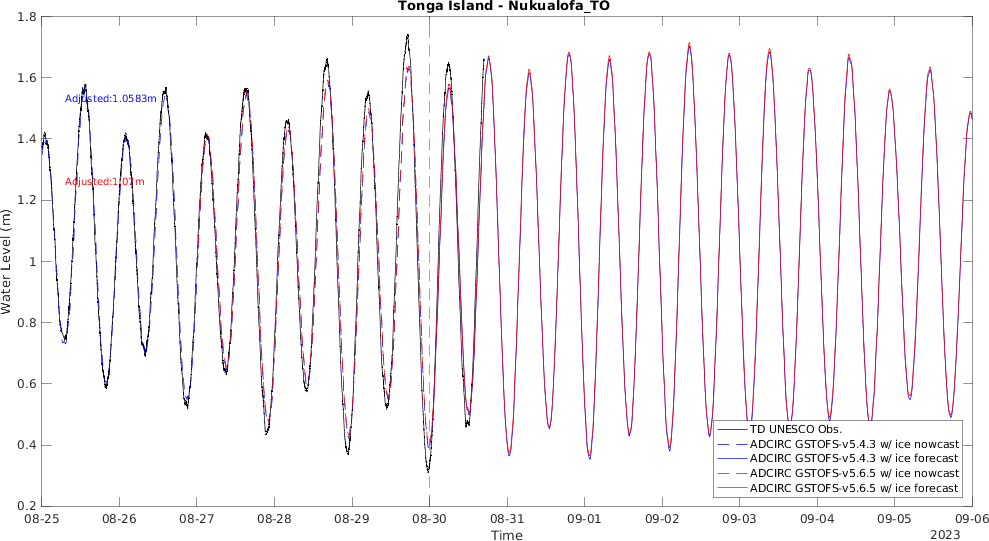 Tonga Island - Nukualofa_TO
1.8
1.6
1.4
1.2
1
0.8
0.6
0.4
0.2
Water Level (m)
Adjusted:1.0583m
Adjusted:1.07m
TD UNESCO Obs.
ADCIRC GSTOFS-v5.4.3 w/ ice nowcast
ADCIRC GSTOFS-v5.4.3 w/ ice forecast
ADCIRC GSTOFS-v5.6.5 w/ ice nowcast
ADCIRC GSTOFS-v5.6.5 w/ ice forecast
08-25 08-26 08-27 08-28 08-29 08-30 08-31 09-01 09-02 09-03 09-04 09-05 09-06
Time
2023